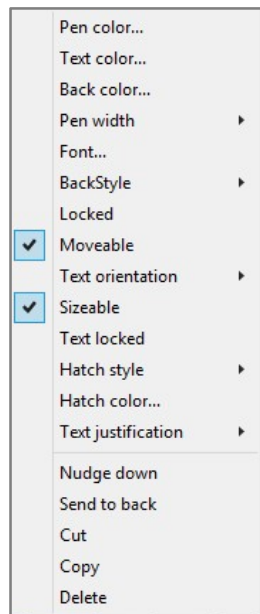 Pen color...
Text color...
Back color...
Pen width
Font...
BackStyle
Locked
Moveable
Text orientation
Sizeable
Text locked
Hatch style
Hatch color...
Text justification
Nudge down
Send to back
Cut
Copy
Delete